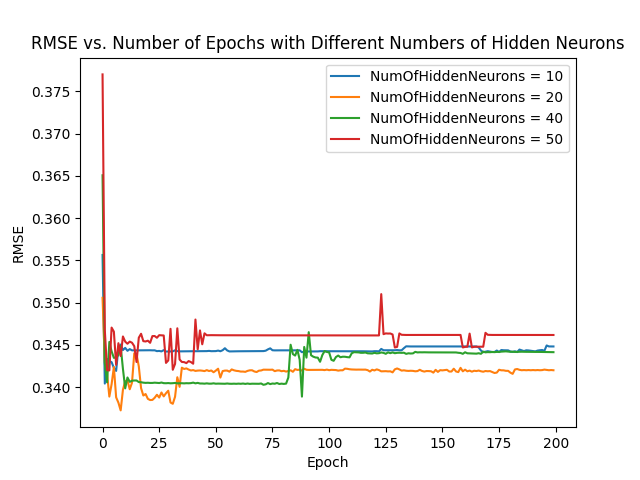 RMSE vs. Number of Epochs with Different Numbers of Hidden Neurons
NumOfHiddenNeurons = 10
NumOfHiddenNeurons = 20
NumOfHiddenNeurons = 40
NumOfHiddenNeurons = 50
RMSE
0.375
0.370
0.365
0.360
0.355
0.350
0.345
0.340
0 25 50 75 100 125 150 175 200
Epoch